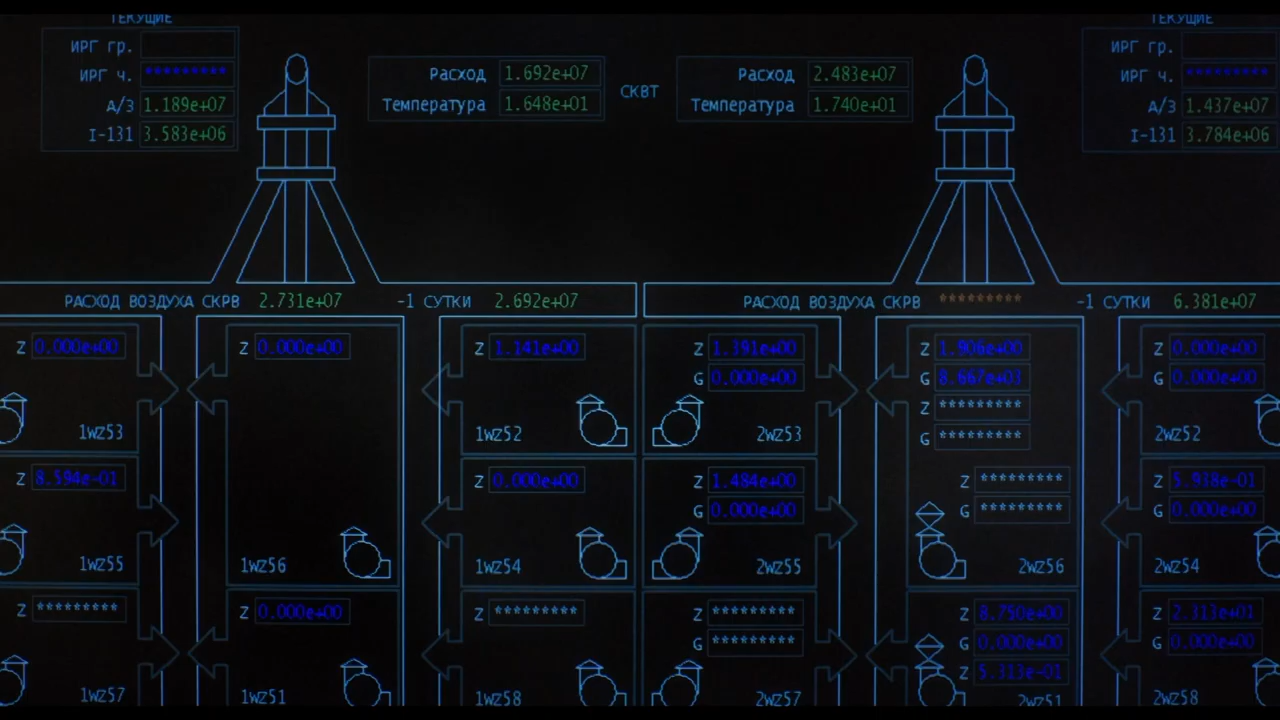 ТЕКУЩИЕ ТЕКУЩИЕ
ИРГ гр. ИРГ гр.
ИРГ ч. ********* ИРГ ч. *********
А/З 1.189e+07 А/З 1.437e+07
I-131 3.583e+06 I-131 3.784e+06
Расход 1.692e+07 СКВТ Расход 2.483e+07
Температура 1.648e+01 Температура 1.740e+01
РАСХОД ВОЗДУХА СКРВ 2.731e+07 -1 СУТКИ 2.692e+07 РАСХОД ВОЗДУХА СКРВ ********* -1 СУТКИ 6.381e+07
Z 0.000e+00 Z 0.000e+00 Z 1.141e+00 Z 1.391e+00 Z 1.906e+00 Z 0.000e+00
G 0.000e+00 G 8.667e+03 G 0.000e+00
Z *********
1WZ53 1WZ52 2WZ53 G ********* 2WZ52
Z 8.594e-01 Z 0.000e+00 Z 1.484e+00 Z ********* Z 5.938e-01
G 0.000e+00 G ********* G 0.000e+00
1WZ55 1WZ56 1WZ54 2WZ55 2WZ56 2WZ54
Z ********* Z 0.000e+00 Z ********* Z ********* Z 8.750e+00 Z 2.313e+01
G ********* G 0.000e+00 G 0.000e+00
Z 5.313e-01
1WZ57 1WZ51 1WZ58 2WZ57 2WZ51 2WZ58